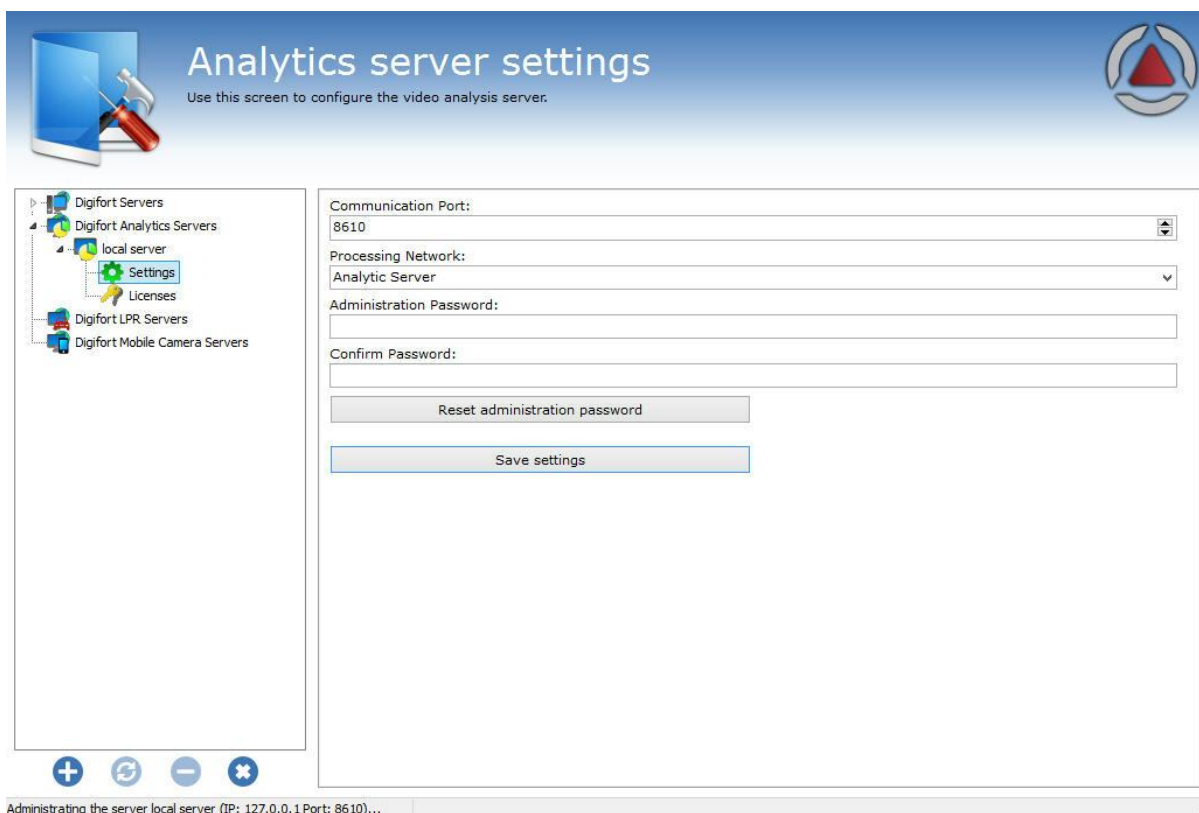 Analytics server settings
Use this screen to configure the video analysis server.
Digifort Servers
Digifort Analytics Servers
local server
Settings
Licenses
Digifort LPR Servers
Digifort Mobile Camera Servers
Communication Port:
8610
Processing Network:
Analytic Server
Administration Password:
Confirm Password:
Reset administration password
Save settings
Administrating the server local server (IP: 127.0.0.1 Port: 8610)...